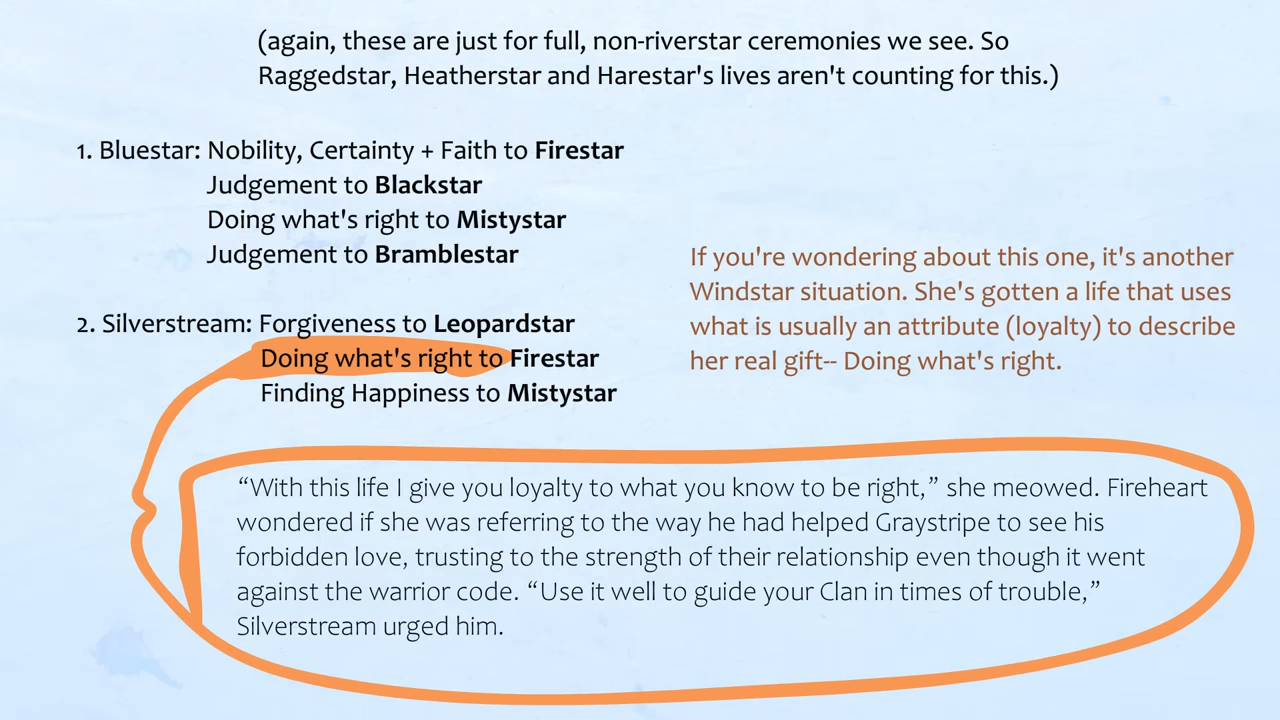 (again, these are just for full, non-riverstar ceremonies we see. So
Raggedstar, Heatherstar and Harestar's lives aren't counting for this.)
1. Bluestar: Nobility, Certainty + Faith to Firestar
Judgement to Blackstar
Doing what's right to Mistystar
Judgement to Bramblestar
2. Silverstream: Forgiveness to Leopardstar
Doing what's right to Firestar
Finding Happiness to Mistystar
If you're wondering about this one, it's another
Windstar situation. She's gotten a life that uses
what is usually an attribute (loyalty) to describe
her real gift-- Doing what's right.
“With this life I give you loyalty to what you know to be right,” she meowed. Fireheart
wondered if she was referring to the way he had helped Graystripe to see his
forbidden love, trusting to the strength of their relationship even though it went
against the warrior code. “Use it well to guide your Clan in times of trouble,”
Silverstream urged him.